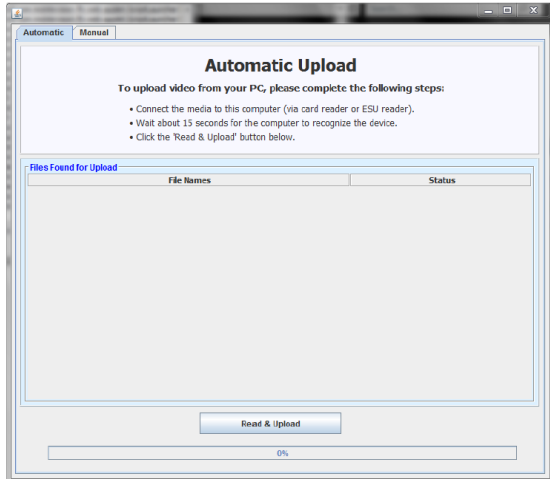 Automatic Manual
Automatic Upload
To upload video from your PC, please complete the following steps:
• Connect the media to this computer (via card reader or ESU reader).
• Wait about 15 seconds for the computer to recognize the device.
• Click the 'Read & Upload' button below.
Files Found for Upload
File Names Status
Read & Upload
0%